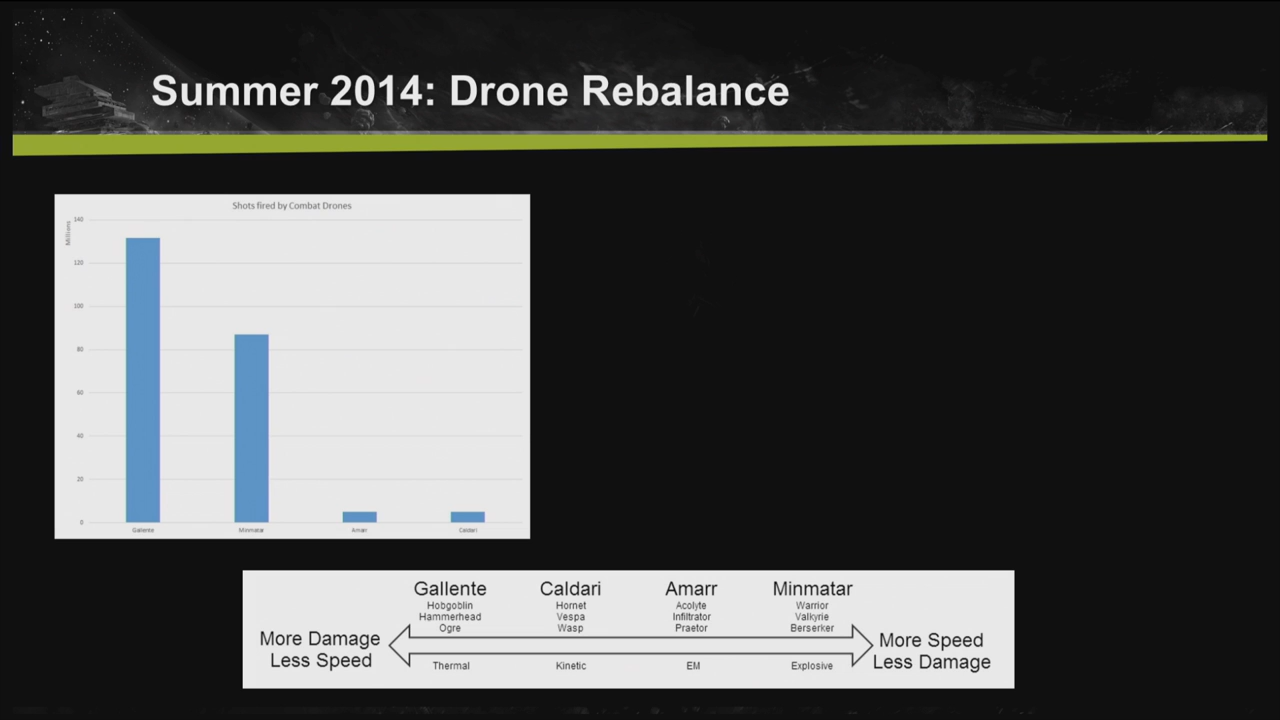 Summer 2014: Drone Rebalance
Shots fired by Combat Drones
Millions
140
120
100
80
60
40
20
0
Gallente Minmatar Amarr Caldari
Gallente Caldari Amarr Minmatar
Hobgoblin Hornet Acolyte Warrior
Hammerhead Vespa Infiltrator Valkyrie
Ogre Wasp Praetor Berserker
More Damage More Speed
Less Speed Less Damage
Thermal Kinetic EM Explosive